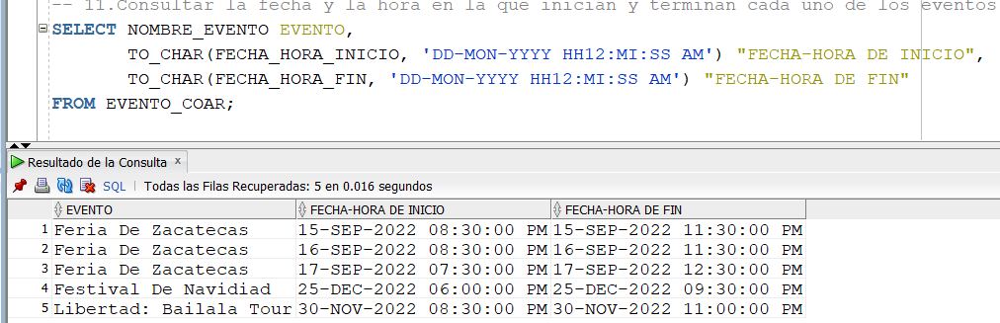 -- 11.Consultar la fecha y la hora en la que inician y terminan cada uno de los eventos
SELECT NOMBRE_EVENTO EVENTO,
TO_CHAR(FECHA_HORA_INICIO, 'DD-MON-YYYY HH12:MI:SS AM') "FECHA-HORA DE INICIO",
TO_CHAR(FECHA_HORA_FIN, 'DD-MON-YYYY HH12:MI:SS AM') "FECHA-HORA DE FIN"
FROM EVENTO_COAR;
Resultado de la Consulta x
SQL | Todas las Filas Recuperadas: 5 en 0.016 segundos
EVENTO FECHA-HORA DE INICIO FECHA-HORA DE FIN
1 Feria De Zacatecas 15-SEP-2022 08:30:00 PM 15-SEP-2022 11:30:00 PM
2 Feria De Zacatecas 16-SEP-2022 08:30:00 PM 16-SEP-2022 11:30:00 PM
3 Feria De Zacatecas 17-SEP-2022 07:30:00 PM 17-SEP-2022 12:30:00 PM
4 Festival De Navidiad 25-DEC-2022 06:00:00 PM 25-DEC-2022 09:30:00 PM
5 Libertad: Bailala Tour 30-NOV-2022 08:30:00 PM 30-NOV-2022 11:00:00 PM